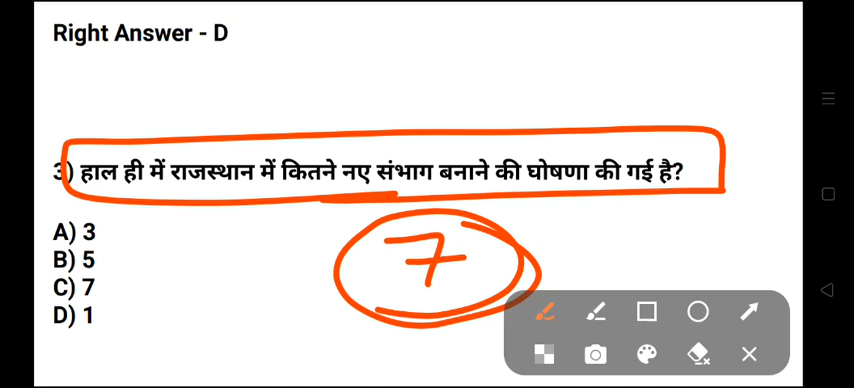 Right Answer - D
3) हाल ही में राजस्थान में कितने नए संभाग बनाने की घोषणा की गई है?
A) 3
B) 5
C) 7
D) 1
7